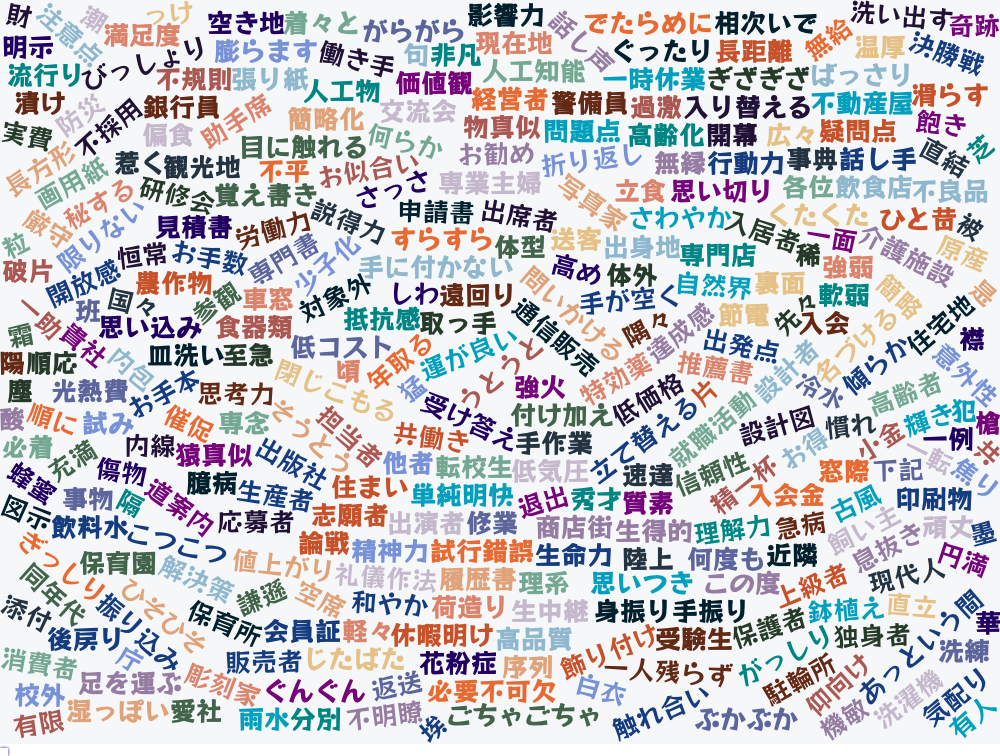 財 注意点 潮 っけ 空き地 着々と がらがら 影響力 話し声 でたらめに 相次いで 無給 洗い出す 奇跡
明示 満足度 膨らます 働き手 句 非凡 現在地 ぐったり 長距離 温厚 決勝戦
流行り びっしょり 不規則 張り紙 人工物 価値観 人工知能 一時休業 ぎざぎざ ばっさり
漬け 防災 不採用 銀行員 助手席 簡略化 交流会 経営者 警備員 過激 入り替える 不動産屋 滑らす
実費 偏食 目に触れる 何らか 物真似 問題点 高齢化 開幕 広々 疑問点 飽き 芝
長方形 画用紙 惹く 観光地 不平 お似合い お勧め 折り返し 無縁 行動力 事典 話し手 直結
厳守 秘する 研修会 覚え書き さっさ 専業主婦 写真家 立食 思い切り 各位 飲食店 不良品
粒 限りない 見積書 労働力 説得力 申請書 出席者 さわやか 入居者 くたくた ひと昔 被
破片 開放感 恒常 お手数 専門書 少子化 すらすら 体型 送客 出身地 専門店 稀 一面 介護施設 原産
農作物 手に付かない 高め 体外 自然界 裏面 強弱 是
一助 班 国々 参観 車窓 対象外 しわ 遠回り 問いかける 手が空く 節電 先々 軟弱 簡略
霜 貴社 思い込み 食器類 抵抗感 取っ手 通信販売 隅々 達成感 入会 住宅地 襟
陽 順応 内包 皿洗い 至急 低コスト 年取る 運が良い 出発点 名づける 傾らか 意外性
塵 光熱費 お手本 思考力 閉じこもる 頃 猛 うとうと 強火 特効薬 推薦書 設計者 容水 高齢者
酸 順に 試み 催促 専念 そうとう 担当者 共働き 受け答え 付け加え 低価格 片 就職活動 設計図 慣れ 輝き 犯 槍
必着 充満 内線 猿真似 出版社 他者 転校生 低気圧 手作業 立て替える 速達 信頼性 お得 小金 一転 一例 焦り 共
蜂蜜 事物 傷物 隔 道案内 臆病 生産者 住まい 単純明快 退出 秀才 質素 精一杯 入会金 窓際 下記 古風 印刷物
図示 飲料水 こつこつ 応募者 志願者 出演者 修業 商店街 生得的 理解力 急病 飼い主 息抜き 頑丈 墨
ぎっしり 保育園 解決策 値上がり 論戦 精神力 試行錯誤 生命力 陸上 何度も 近隣 円満
同年代 ひそひそ 謙遜 空席 礼儀作法 履歴書 理系 思いつき この度 上級者 現代人
添付 振り込み 保育所 会員証 和やか 荷造り 生中継 身振り手振り 保護者 鉢植え 直立 あっという間 華
後戻り 庁 軽々 休暇明け 高品質 飾り付け 受験生 がっしり 独身者 洗練
消費者 足を運ぶ 彫刻家 販売者 じたばた 花粉症 序列 一人残らず 駐輪所 仰向け
校外 ぐんぐん 返送 必要不可欠 白衣 触れ合い 機敏 洗濯機 気配り
有限 湿っぽい 愛社 雨水分別 不明瞭 埃 ごちゃごちゃ ぶかぶか 有人